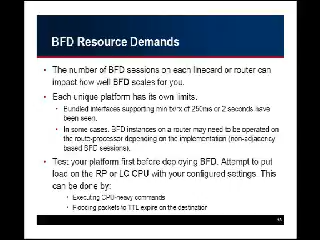 BFD Resource Demands
• The number of BFD sessions on each linecard or router can
impact how well BFD scales for you.
• Each unique platform has its own limits.
• Bundled interfaces supporting min tx/rx of 250ms or 2 seconds have
been seen.
• In some cases, BFD instances on a router may need to be operated on
the route-processor depending on the implementation (non-adjacency
based BFD sessions).
• Test your platform first before deploying BFD. Attempt to put
load on the RP or LC CPU with your configured settings. This
can be done by:
• Executing CPU-heavy commands
• Flooding packets to TTL expire on the destination